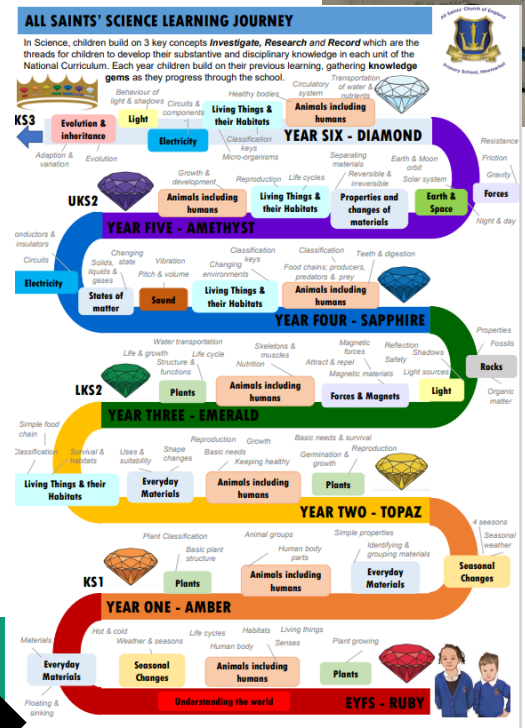 ALL SAINTS' SCIENCE LEARNING JOURNEY
All Saints' Church of England
Primary School, Newmarket
In Science, children build on 3 key concepts Investigate, Research and Record which are the
threads for children to develop their substantive and disciplinary knowledge in each unit of the
National Curriculum. Each year children build on their previous learning, gathering knowledge
gems as they progress through the school.
KS3
Evolution &
inheritance
Adaption &
variation
Evolution
Behaviour of
light & shadows
Light
Circuits &
components
Electricity
Healthy bodies
Living Things &
their Habitats
Classification
keys
Micro-organisms
Circulatory
system
Transportation
of water &
nutrients
Animals including
humans
YEAR SIX - DIAMOND
Resistance
Friction
Gravity
Forces
Night & day
Earth & Moon
orbit
Solar system
Earth &
Space
Separating
materials
Reversible &
irreversible
Properties and
changes of
materials
Reproduction
Life cycles
Living Things &
their Habitats
Growth &
development
Animals including
humans
UKS2
YEAR FIVE - AMETHYST
onductors &
insulators
Circuits
Electricity
Changing
state
Solids,
liquids &
gases
States of
matter
Vibration
Pitch & volume
Sound
Classification
keys
Changing
environments
Living Things &
their Habitats
Classification
Food chains; producers,
predators & prey
Teeth & digestion
Animals including
humans
YEAR FOUR - SAPPHIRE
Properties
Fossils
Rocks
Organic
matter
Reflection
Shadows
Safety
Light sources
Light
Magnetic
forces
Attract & repel
Magnetic materials
Forces & Magnets
Skeletons &
muscles
Nutrition
Animals including
humans
Water transportation
Life & growth
Life cycle
Structure &
functions
Plants
LKS2
YEAR THREE - EMERALD
Simple food
chain
Classification
Survival &
habitats
Living Things & their
Habitats
Uses &
suitability
Shape
changes
Everyday
Materials
Reproduction
Growth
Basic needs
Keeping healthy
Animals including
humans
Basic needs & survival
Reproduction
Germination &
growth
Plants
YEAR TWO - TOPAZ
4 seasons
Seasonal
weather
Seasonal
Changes
Simple properties
Identifying &
grouping materials
Everyday
Materials
Animal groups
Human body
parts
Animals including
humans
Plant Classification
Basic plant
structure
Plants
KS1
YEAR ONE - AMBER
Materials
Hot & cold
Everyday
Materials
Floating &
sinking
Weather & seasons
Seasonal
Changes
Life cycles
Habitats
Living things
Human body
Senses
Animals including
humans
Plant growing
Plants
Understanding the world
EYFS - RUBY